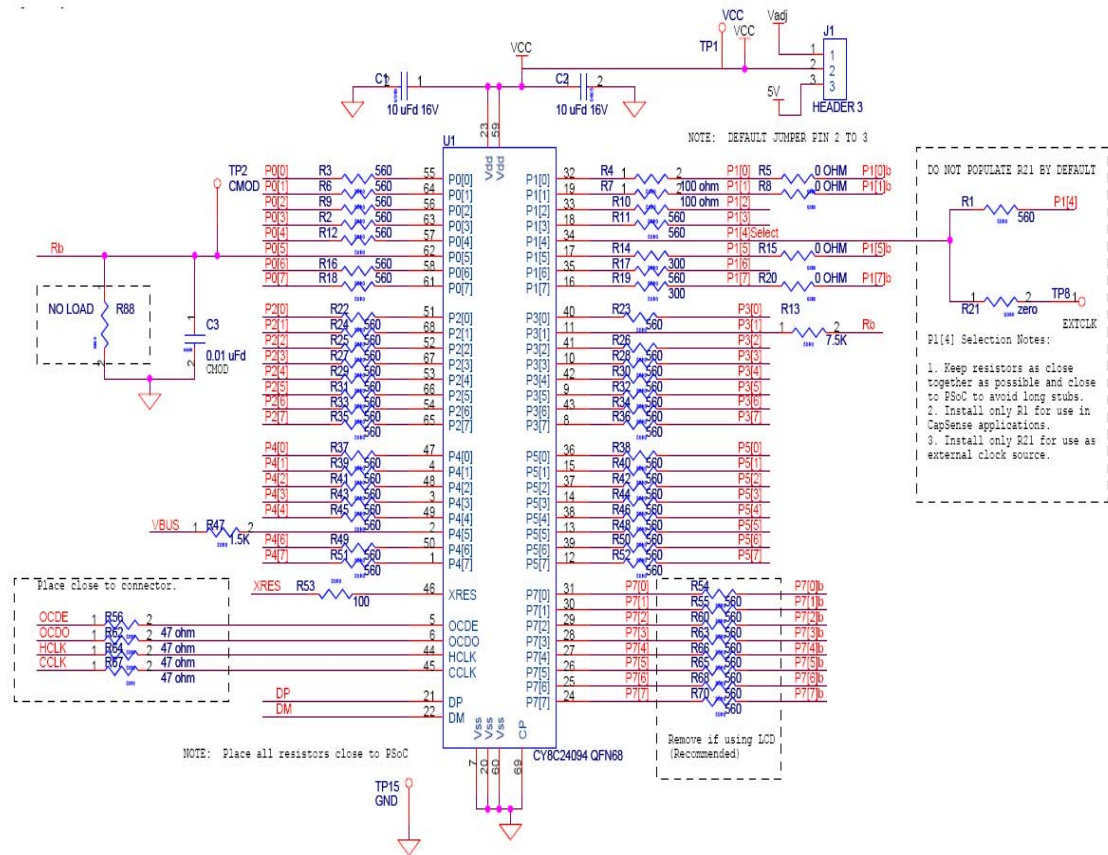 VCC
Vadj
J1
TP1
VCC
VCC
1 1
2 2
3 3
5V
HEADER 3
C1
2 1
10 uFd 16V
C2
1 2
10 uFd 16V
NOTE: DEFAULT JUMPER PIN 2 TO 3
U1
23 Vdd
59 Vdd
TP2
CMOD
Rb
NO LOAD
R88
1
2
C3
1
0.01 uFd
2
CMOD
P0[0] R3 560 55 P0[0]
P0[1] R6 560 64 P0[1]
P0[2] R9 560 56 P0[2]
P0[3] R2 560 63 P0[3]
P0[4] R12 560 57 P0[4]
P0[5] 62 P0[5]
P0[6] R16 560 58 P0[6]
P0[7] R18 560 61 P0[7]
P2[0] R22 560 51 P2[0]
P2[1] R24 560 68 P2[1]
P2[2] R25 560 52 P2[2]
P2[3] R27 560 67 P2[3]
P2[4] R29 560 53 P2[4]
P2[5] R31 560 66 P2[5]
P2[6] R33 560 54 P2[6]
P2[7] R35 560 65 P2[7]
P4[0] R37 560 47 P4[0]
P4[1] R39 560 4 P4[1]
P4[2] R41 560 48 P4[2]
P4[3] R43 560 3 P4[3]
P4[4] R45 560 49 P4[4]
VBUS 1 R47 2 1.5K 2 P4[5]
P4[6] R49 560 50 P4[6]
P4[7] R51 560 1 P4[7]
XRES R53 100 46 XRES
Place close to connector.
OCDE 1 R56 2 47 ohm 5 OCDE
OCDO 1 R62 2 47 ohm 6 OCDO
HCLK 1 R64 2 47 ohm 44 HCLK
CCLK 1 R67 2 47 ohm 45 CCLK
DP 21 DP
DM 22 DM
P1[0] 32 R4 1 2 100 ohm P1[0] R5 0 OHM P1[0]b
P1[1] 19 R7 1 2 100 ohm P1[1] R8 0 OHM P1[1]b
P1[2] 33 R10 P1[2]
P1[3] 18 R11 560 P1[3]
P1[4] 34 560 P1[4]Select
P1[5] 17 R14 300 P1[5] R15 0 OHM P1[5]b
P1[6] 35 R17 560 P1[6]
P1[7] 16 R19 300 P1[7] R20 0 OHM P1[7]b
P3[0] 40 R23 560 P3[0] R13
P3[1] 11 P3[1] 1 2 7.5K Rb
P3[2] 41 R26 560 P3[2]
P3[3] 10 R28 560 P3[3]
P3[4] 42 R30 560 P3[4]
P3[5] 9 R32 560 P3[5]
P3[6] 43 R34 560 P3[6]
P3[7] 8 R36 560 P3[7]
P5[0] 36 R38 560 P5[0]
P5[1] 15 R40 560 P5[1]
P5[2] 37 R42 560 P5[2]
P5[3] 14 R44 560 P5[3]
P5[4] 38 R46 560 P5[4]
P5[5] 13 R48 560 P5[5]
P5[6] 39 R50 560 P5[6]
P5[7] 12 R52 560 P5[7]
P7[0] 31 P7[0] R54 560 P7[0]b
P7[1] 30 P7[1] R55 560 P7[1]b
P7[2] 29 P7[2] R60 560 P7[2]b
P7[3] 28 P7[3] R63 560 P7[3]b
P7[4] 27 P7[4] R66 560 P7[4]b
P7[5] 26 P7[5] R65 560 P7[5]b
P7[6] 25 P7[6] R68 560 P7[6]b
P7[7] 24 P7[7] R70 560 P7[7]b
Remove if using LCD
(Recommended)
Vss 7
Vss 20
Vss 60
CP 69
CY8C24094 QFN68
NOTE: Place all resistors close to PSoC
TP15
GND
DO NOT POPULATE R21 BY DEFAULT
R1 P1[4]
560
R21 1 2 zero
TP8 1
EXTCLK
P1[4] Selection Notes:
1. Keep resistors as close
together as possible and close
to PSoC to avoid long stubs.
2. Install only R1 for use in
CapSense applications.
3. Install only R21 for use as
external clock source.